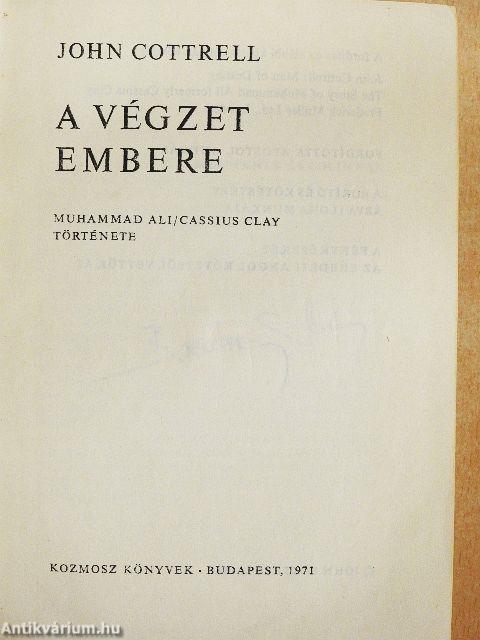 JOHN COTTRELL
A VÉGZET
EMBERE
MUHAMMAD ALI/CASSIUS CLAY
TÖRTÉNETE
KOZMOSZ KÖNYVEK • BUDAPEST, 1971
Antikvárium.hu